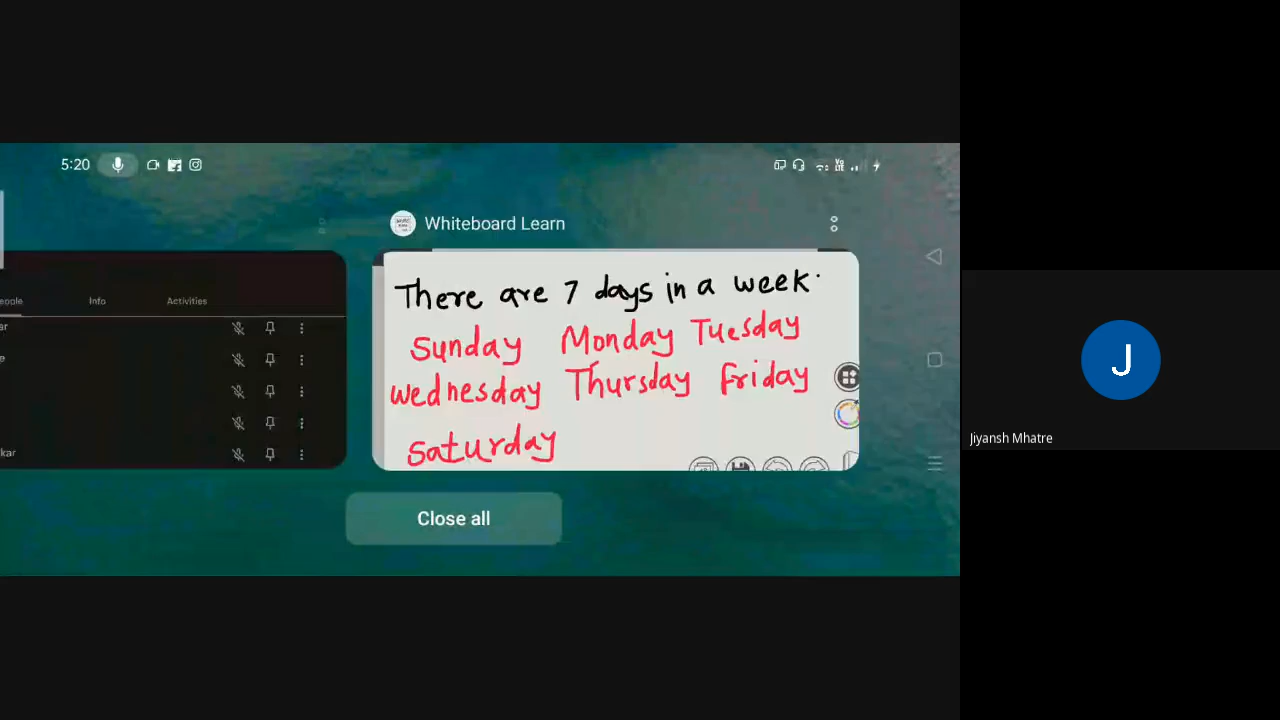 5:20
Whiteboard Learn
Info
Activities
There are 7 days in a week.
Sunday Monday Tuesday
Wednesday Thursday Friday
Saturday
Close all
J
Jiyansh Mhatre